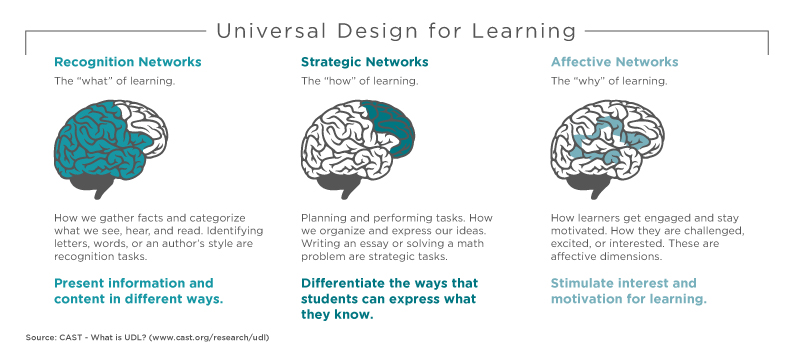 Universal Design for Learning
Recognition Networks
The “what” of learning.
How we gather facts and categorize
what we see, hear, and read. Identifying
letters, words, or an author’s style are
recognition tasks.
Present information and
content in different ways.
Strategic Networks
The “how” of learning.
Planning and performing tasks. How
we organize and express our ideas.
Writing an essay or solving a math
problem are strategic tasks.
Differentiate the ways that
students can express what
they know.
Affective Networks
The “why” of learning.
How learners get engaged and stay
motivated. How they are challenged,
excited, or interested. These are
affective dimensions.
Stimulate interest and
motivation for learning.
Source: CAST - What is UDL? (www.cast.org/research/udl)